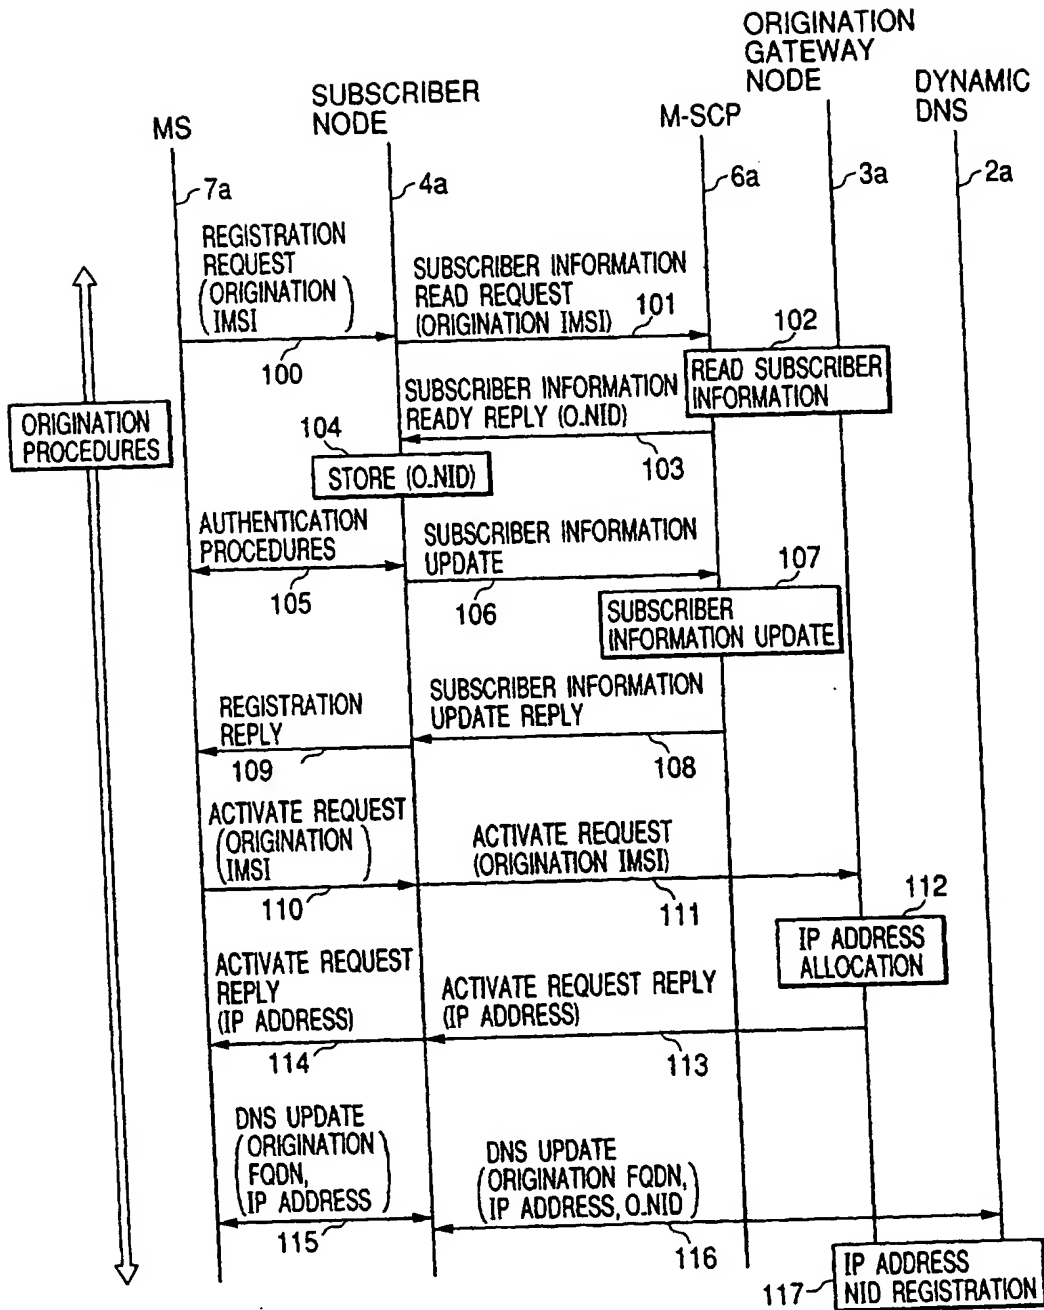 ORIGINATION
GATEWAY
NODE
DYNAMIC
DNS
SUBSCRIBER
NODE
MS
M-SCP
7a
4a
6a
3a
2a
REGISTRATION
REQUEST
(ORIGINATION
IMSI)
100
SUBSCRIBER INFORMATION
READ REQUEST
(ORIGINATION IMSI)
101
102
READ SUBSCRIBER
INFORMATION
ORIGINATION
PROCEDURES
SUBSCRIBER INFORMATION
READY REPLY (O.NID)
103
104
STORE (O.NID)
AUTHENTICATION
PROCEDURES
105
SUBSCRIBER INFORMATION
UPDATE
106
107
SUBSCRIBER
INFORMATION UPDATE
SUBSCRIBER INFORMATION
UPDATE REPLY
108
REGISTRATION
REPLY
109
ACTIVATE REQUEST
(ORIGINATION
IMSI)
110
ACTIVATE REQUEST
(ORIGINATION IMSI)
111
112
IP ADDRESS
ALLOCATION
ACTIVATE REQUEST REPLY
(IP ADDRESS)
113
ACTIVATE REQUEST
REPLY
(IP ADDRESS)
114
DNS UPDATE
(ORIGINATION
FQDN,
IP ADDRESS)
115
DNS UPDATE
(ORIGINATION FQDN,
IP ADDRESS, O.NID)
116
117
IP ADDRESS
NID REGISTRATION